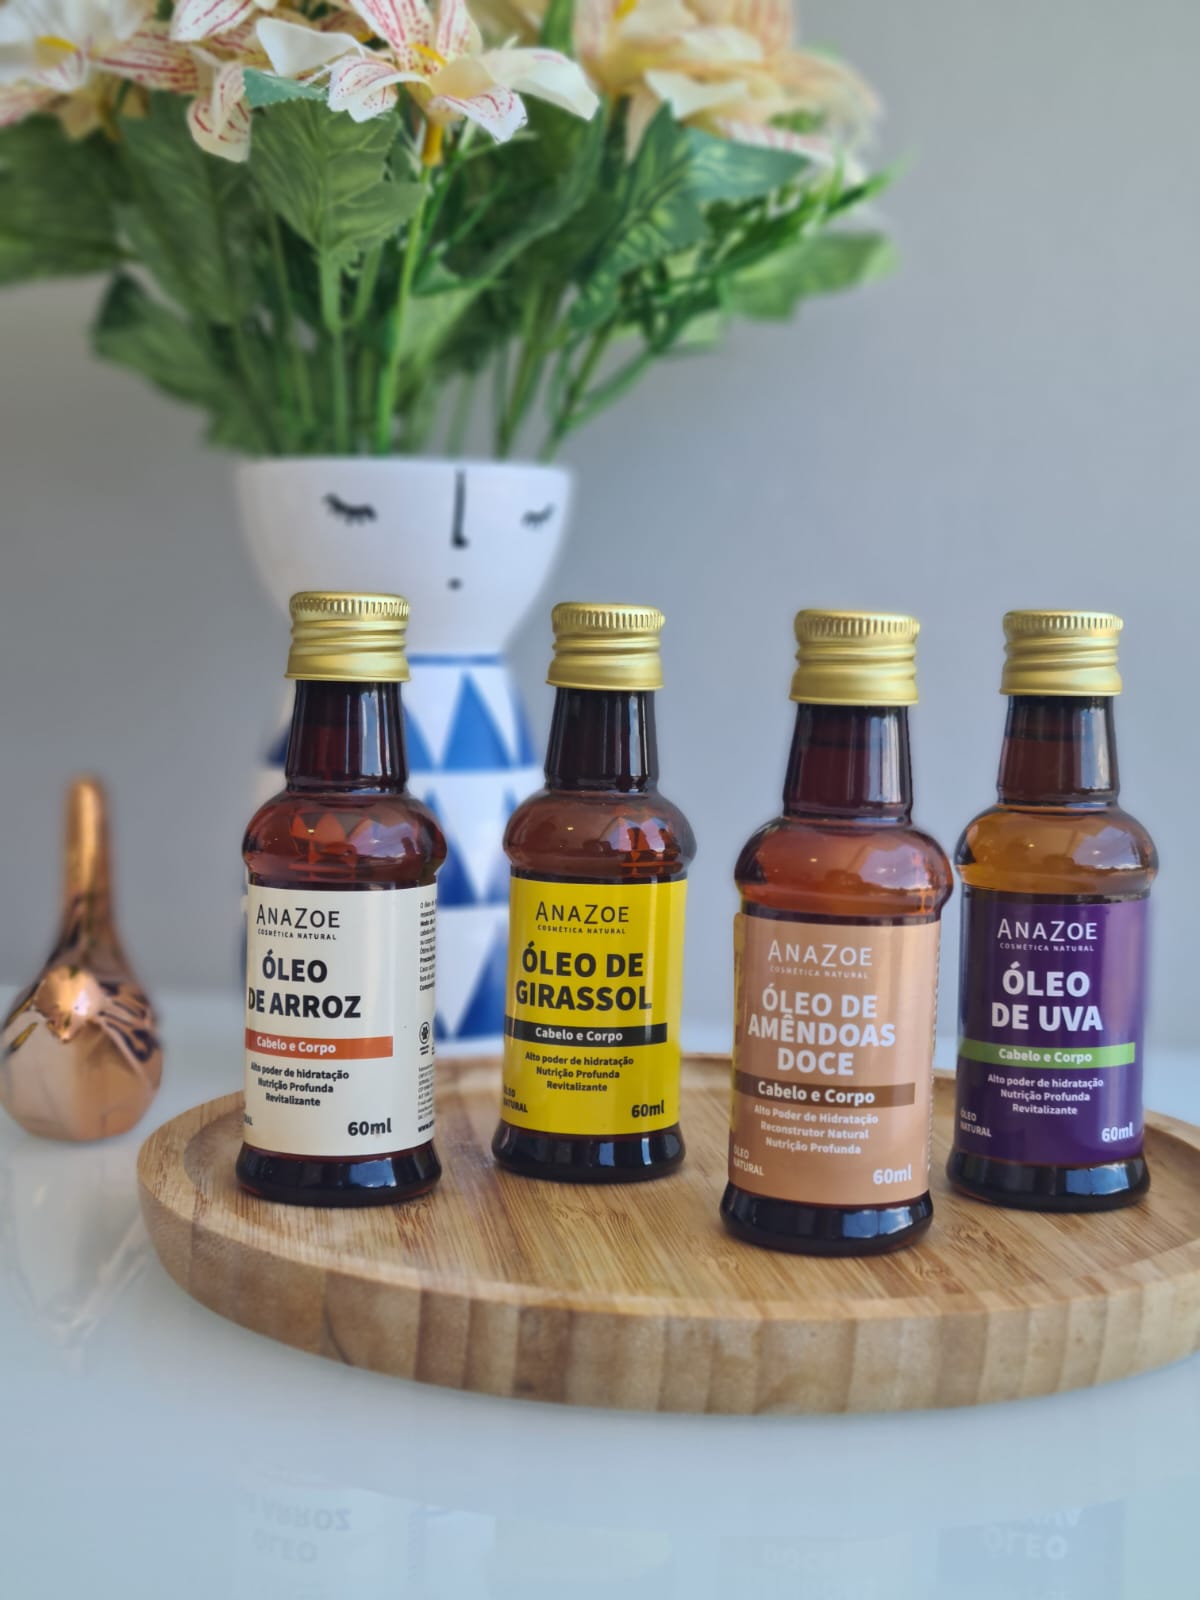 ANAZOE
COSMÉTICA NATURAL
ÓLEO
DE ARROZ
Cabelo e Corpo
Alto poder de hidratação
Nutrição Profunda
Revitalizante
60ml
ANAZOE
COSMÉTICA NATURAL
ÓLEO DE
GIRASSOL
Cabelo e Corpo
Alto poder de hidratação
Nutrição Profunda
Revitalizante
ÓLEO
NATURAL
60ml
ANAZOE
COSMÉTICA NATURAL
ÓLEO DE
AMÊNDOAS
DOCE
Cabelo e Corpo
Alto Poder de Hidratação
Reconstrutor Natural
Nutrição Profunda
ÓLEO
NATURAL
60ml
ANAZOE
COSMÉTICA NATURAL
ÓLEO
DE UVA
Cabelo e Corpo
Alto poder de hidratação
Nutrição Profunda
Revitalizante
ÓLEO
NATURAL
60ml